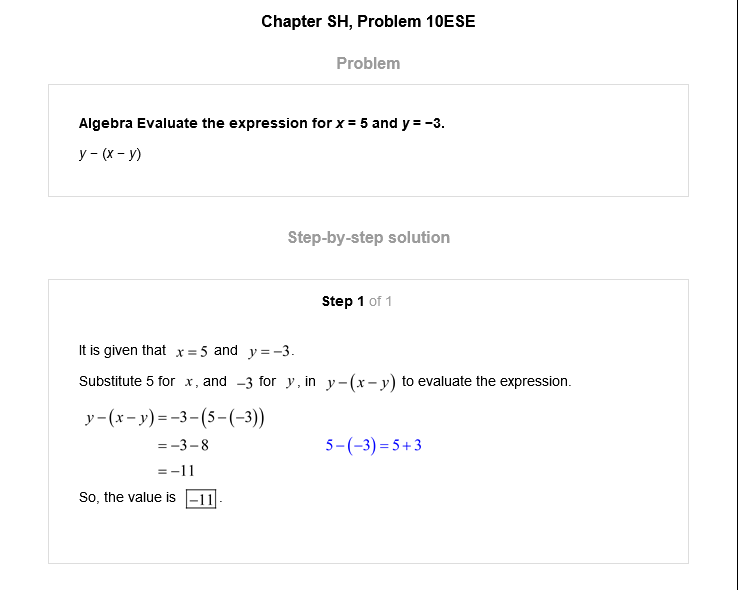 Chapter SH, Problem 10ESE
Problem
Algebra Evaluate the expression for x = 5 and y = −3.
y − (x − y)
Step-by-step solution
Step 1 of 1
It is given that x = 5 and y = −3.
Substitute 5 for x, and −3 for y, in y − (x − y) to evaluate the expression.
y − (x − y) = −3 − (5 − (−3))
= −3 − 8 5 − (−3) = 5 + 3
= −11
So, the value is −11.